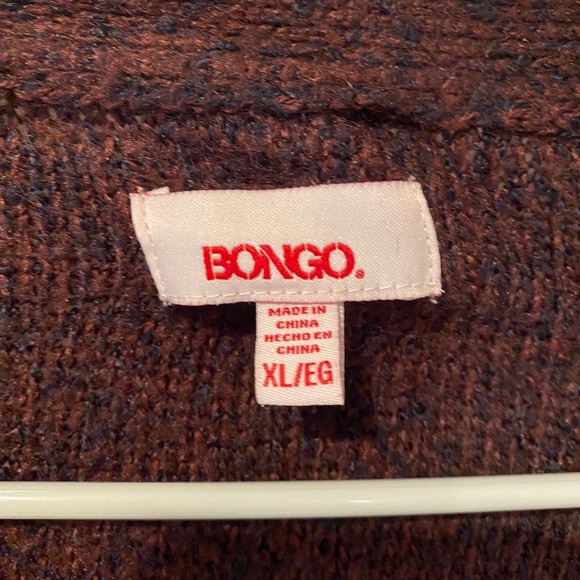 BONGO®
MADE IN
CHINA
HECHO EN
CHINA
XL/EG